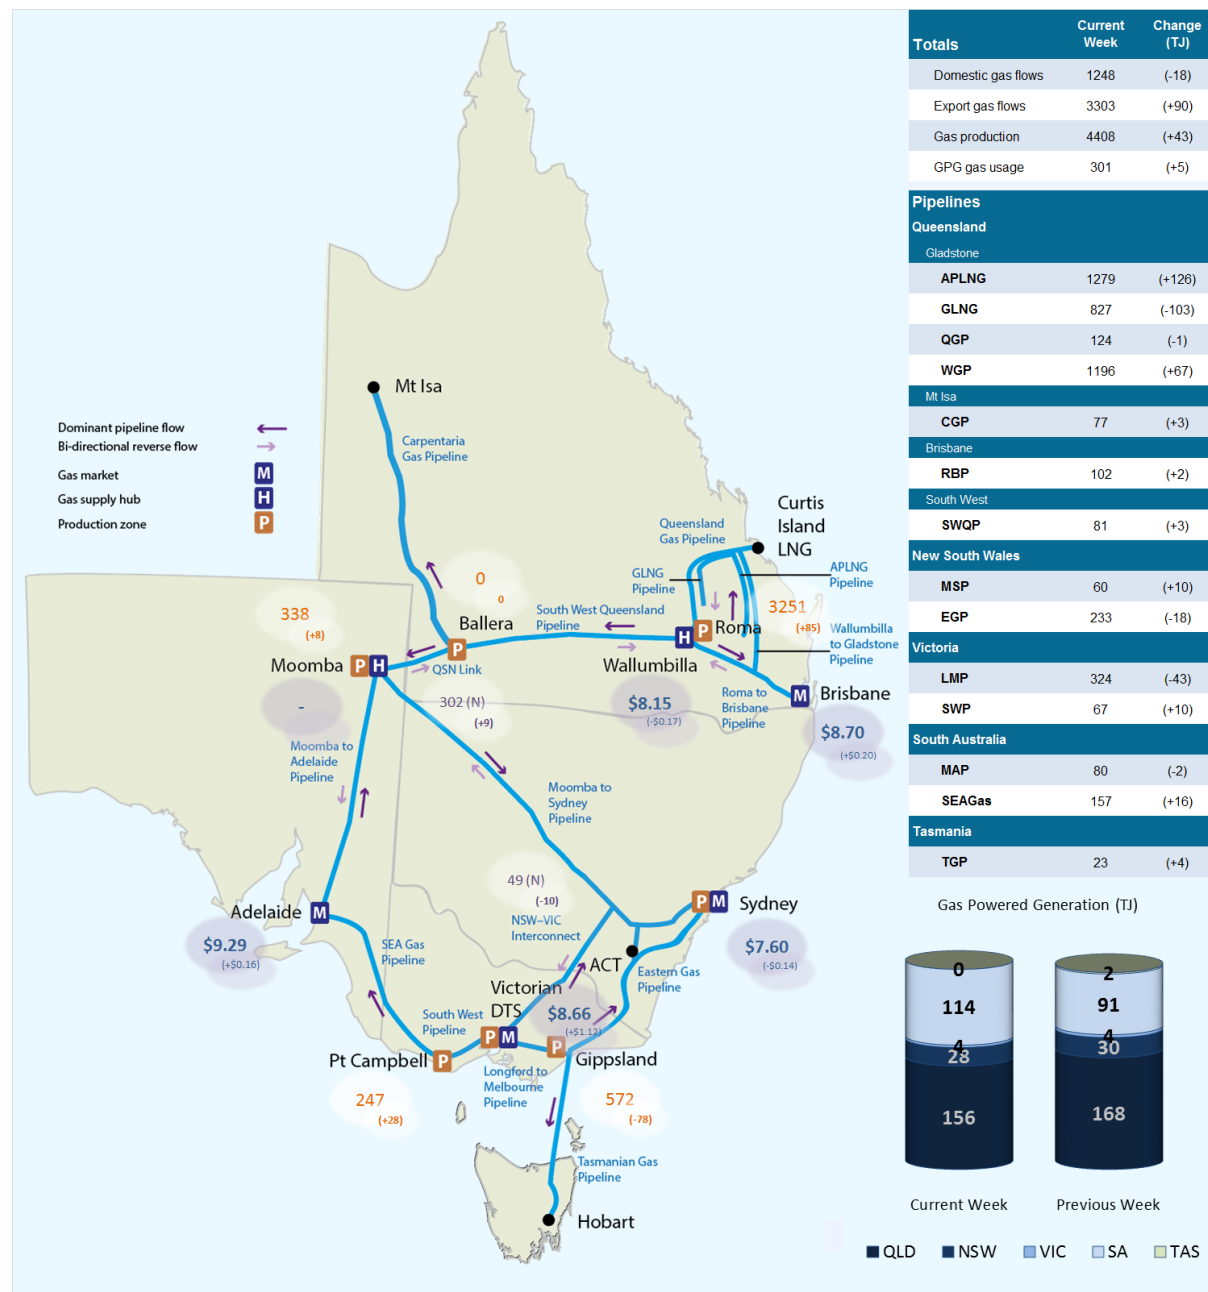 Totals Current Week Change (TJ)
Domestic gas flows 1248 (-18)
Export gas flows 3303 (+90)
Gas production 4408 (+43)
GPG gas usage 301 (+5)
Pipelines
Queensland
Gladstone
APLNG 1279 (+126)
GLNG 827 (-103)
QGP 124 (-1)
WGP 1196 (+67)
Mt Isa
CGP 77 (+3)
Brisbane
RBP 102 (+2)
South West
SWQP 81 (+3)
New South Wales
MSP 60 (+10)
EGP 233 (-18)
Victoria
LMP 324 (-43)
SWP 67 (+10)
South Australia
MAP 80 (-2)
SEAGas 157 (+16)
Tasmania
TGP 23 (+4)
Gas Powered Generation (TJ)
0
114
4
28
156
2
91
4
30
168
Current Week
Previous Week
QLD NSW VIC SA TAS
Dominant pipeline flow
Bi-directional reverse flow
Gas market M
Gas supply hub H
Production zone P
Mt Isa
Carpentaria
Gas Pipeline
Curtis
Island
LNG
Queensland
Gas Pipeline
GLNG
Pipeline
APLNG
Pipeline
0
0
338
(+8)
Ballera
P
South West Queensland
Pipeline
3251
(+85)
H P Roma
Wallumbilla
Wallumbilla
to Gladstone
Pipeline
Moomba P H
QSN Link
302 (N)
(+9)
-
$8.15
(-$0.17)
Roma to
Brisbane
Pipeline
M Brisbane
$8.70
(+$0.20)
Moomba to
Adelaide
Pipeline
Moomba to
Sydney
Pipeline
49 (N)
(-10)
NSW–VIC
Interconnect
Adelaide M
$9.29
(+$0.16)
SEA Gas
Pipeline
P M Sydney
$7.60
(-$0.14)
ACT
Eastern Gas
Pipeline
Victorian
DTS
$8.66
(+$1.12)
South West
Pipeline
P M
P
Gippsland
Pt Campbell P
247
(+28)
Longford to
Melbourne
Pipeline
572
(-78)
Tasmanian Gas
Pipeline
Hobart